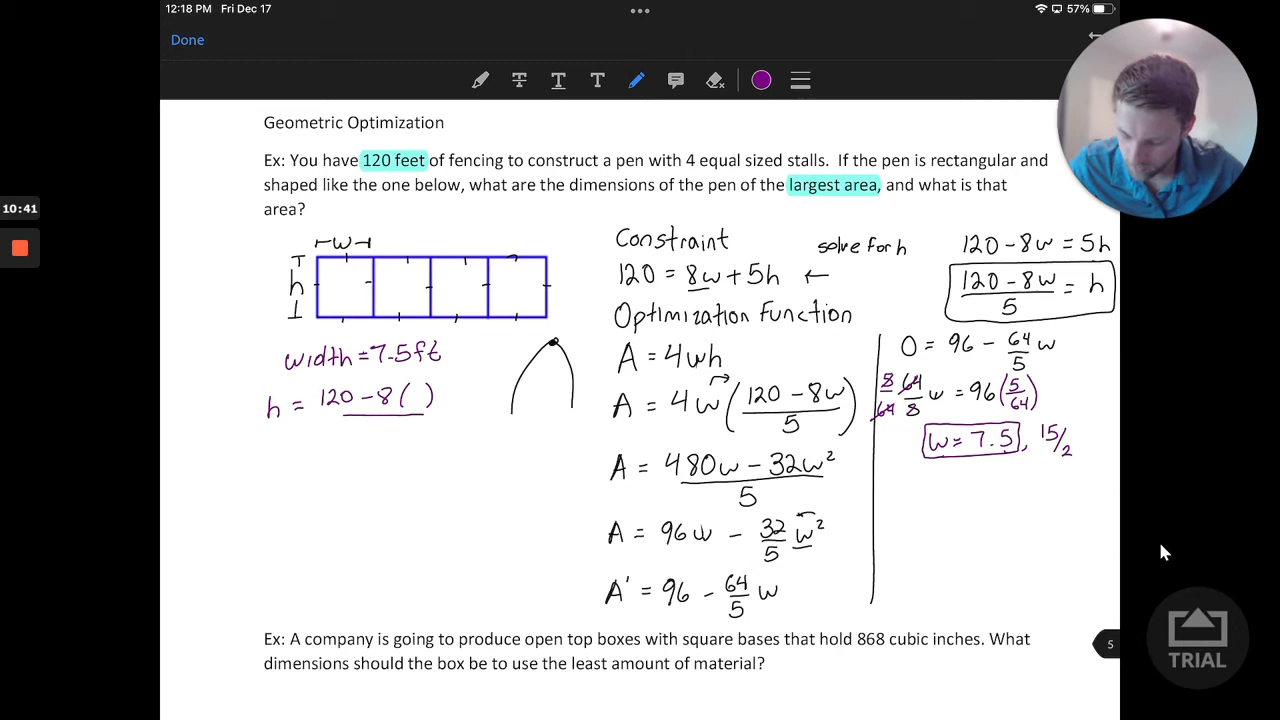 12:18 PM Fri Dec 17
57%
Done
10:41
Geometric Optimization
Ex: You have 120 feet of fencing to construct a pen with 4 equal sized stalls. If the pen is rectangular and
shaped like the one below, what are the dimensions of the pen of the largest area, and what is that
area?
w
h
width = 7.5ft
h = 120 - 8( )
Constraint
120 = 8w + 5h ←
Optimization Function
A = 4wh
A = 4w (120 - 8w / 5)
A = 480w - 32w² / 5
A = 96w - 32/5 w²
A' = 96 - 64/5 w
solve for h
120 - 8w = 5h
120 - 8w / 5 = h
0 = 96 - 64/5 w
8/64 64/8 w = 96 (5/64)
w = 7.5, 15/2
Ex: A company is going to produce open top boxes with square bases that hold 868 cubic inches. What
dimensions should the box be to use the least amount of material?
5
TRIAL